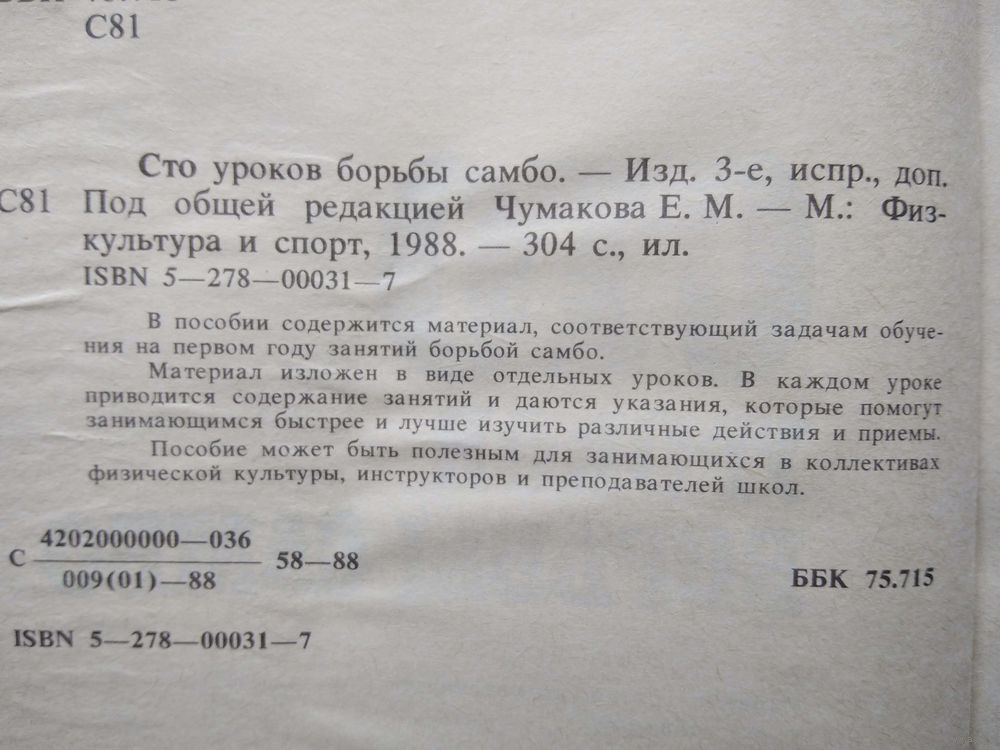 С81
Сто уроков борьбы самбо. — Изд. 3-е, испр., доп.
С81 Под общей редакцией Чумакова Е. М. — М.: Физ-
культура и спорт, 1988. — 304 с., ил.
ISBN 5—278—00031—7
В пособии содержится материал, соответствующий задачам обуче-
ния на первом году занятий борьбой самбо.
Материал изложен в виде отдельных уроков. В каждом уроке
приводится содержание занятий и даются указания, которые помогут
занимающимся быстрее и лучше изучить различные действия и приемы.
Пособие может быть полезным для занимающихся в коллективах
физической культуры, инструкторов и преподавателей школ.
4202000000—036
С 58—88
009(01)—88
ББК 75.715
ISBN 5—278—00031—7